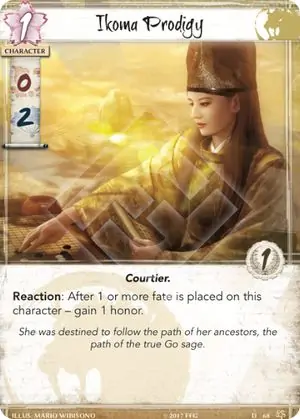 Ikoma Prodigy
1
CHARACTER
0
2
1
Courtier.
Reaction: After 1 or more fate is placed on this
character – gain 1 honor.
She was destined to follow the path of her ancestors, the
path of the true Go sage.
ILLUS: MARIO WIBISONO
© 2017 FFG
D 68